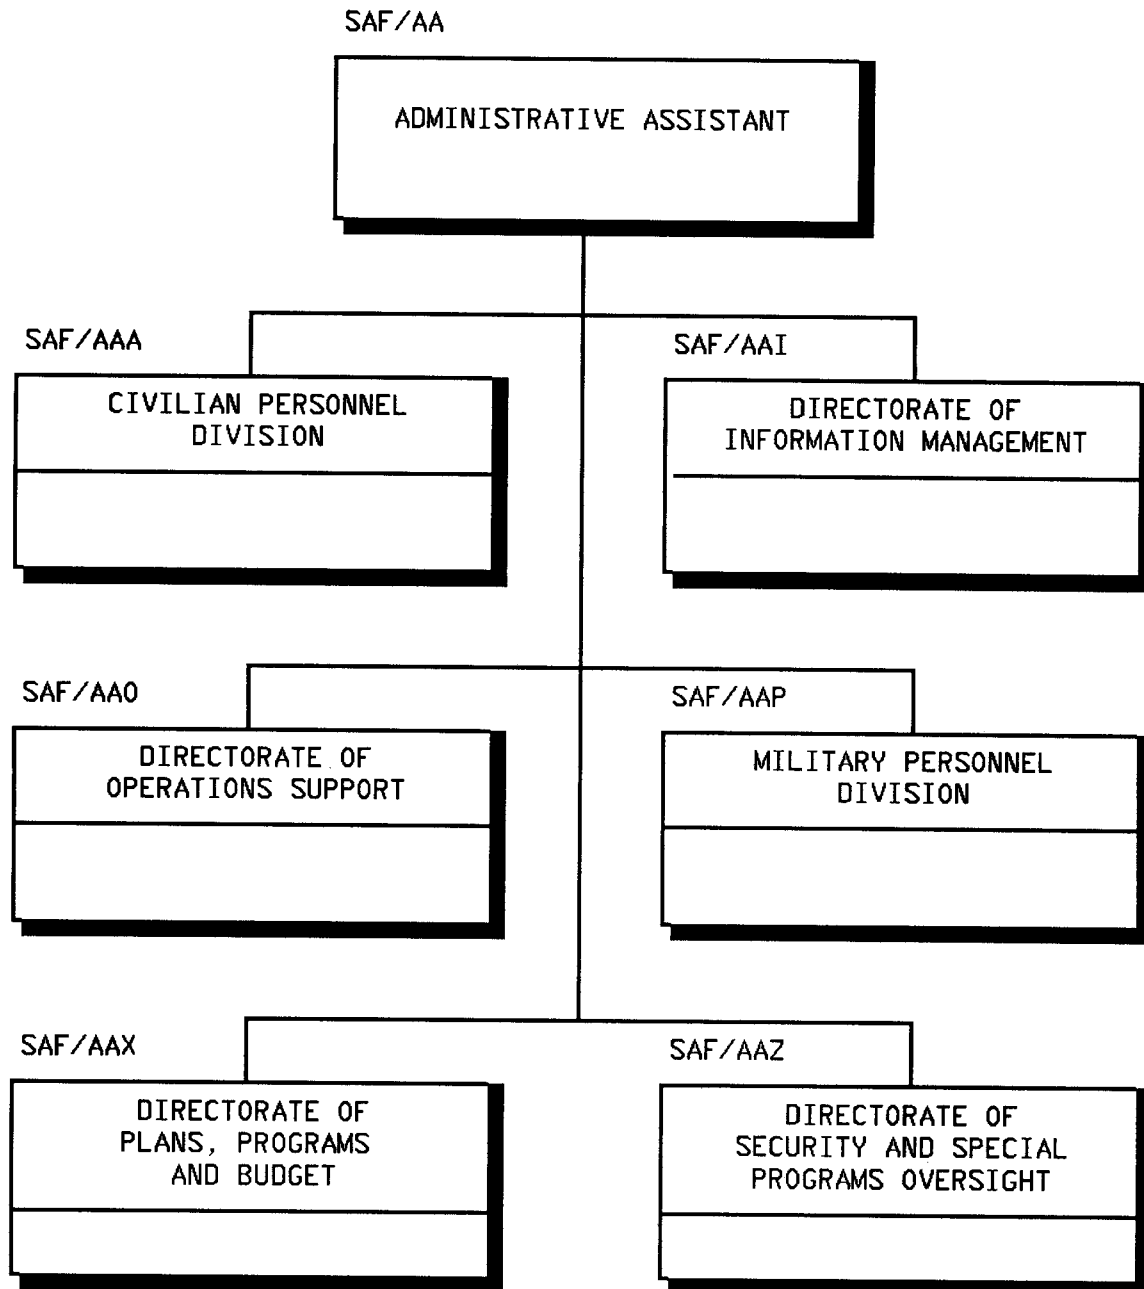 SAF/AA
ADMINISTRATIVE ASSISTANT
SAF/AAA
CIVILIAN PERSONNEL
DIVISION
SAF/AAI
DIRECTORATE OF
INFORMATION MANAGEMENT
SAF/AAO
DIRECTORATE OF
OPERATIONS SUPPORT
SAF/AAP
MILITARY PERSONNEL
DIVISION
SAF/AAX
DIRECTORATE OF
PLANS, PROGRAMS
AND BUDGET
SAF/AAZ
DIRECTORATE OF
SECURITY AND SPECIAL
PROGRAMS OVERSIGHT